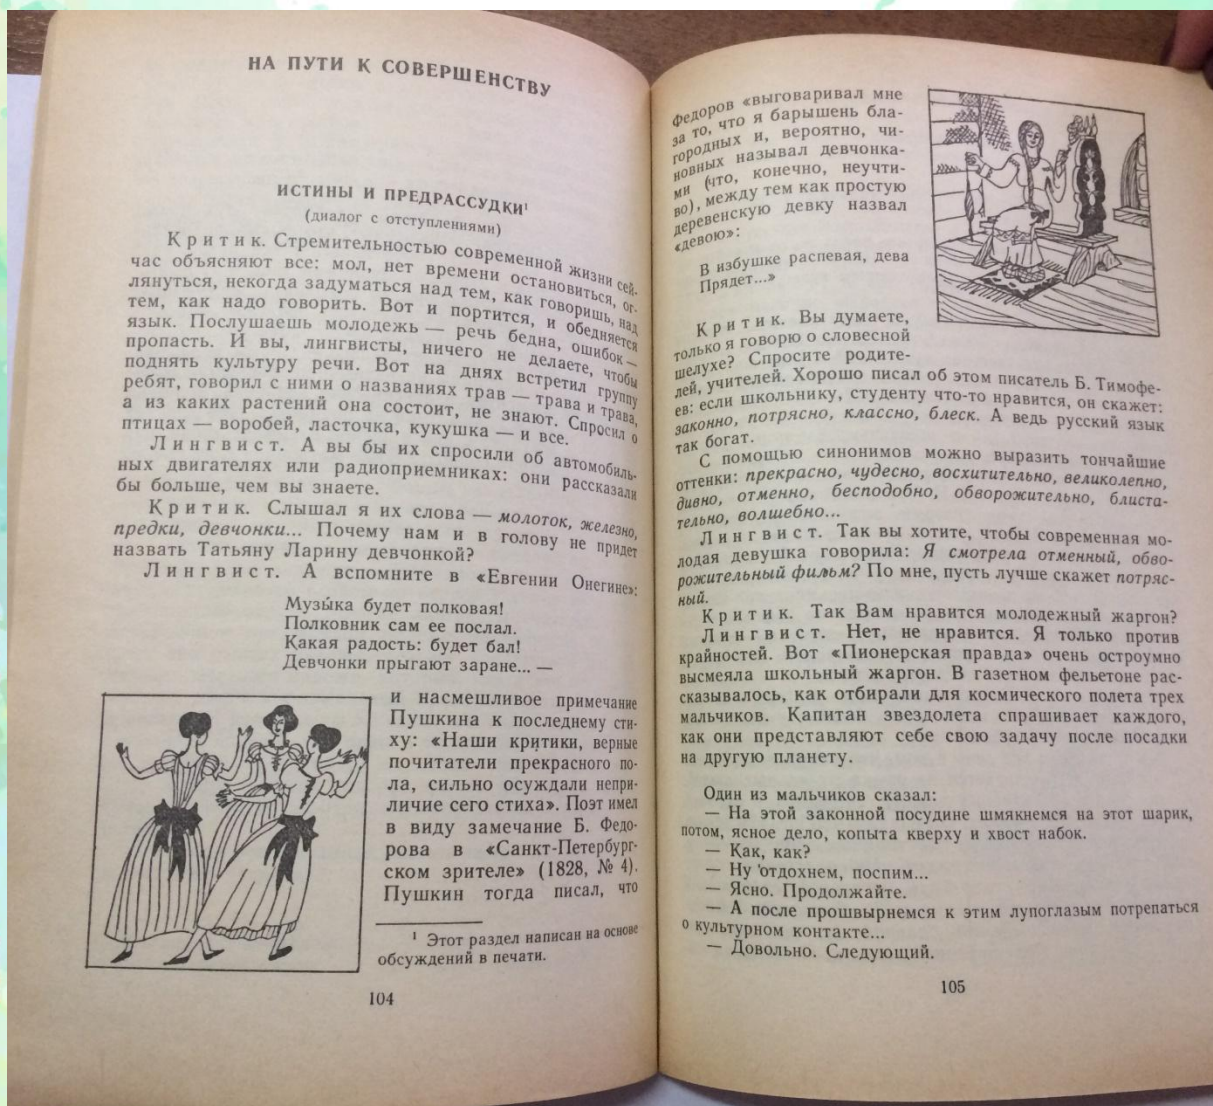 НА ПУТИ К СОВЕРШЕНСТВУ
ИСТИНЫ И ПРЕДРАССУДКИ¹
(диалог с отступлениями)
Критик. Стремительностью современной жизни сей-
час объясняют все: мол, нет времени остановиться, ог-
лянуться, некогда задуматься над тем, как говоришь, над
тем, как надо говорить. Вот и портится, и обедняется
язык. Послушаешь молодежь — речь бедна, ошибок —
пропасть. И вы, лингвисты, ничего не делаете, чтобы
поднять культуру речи. Вот на днях встретил группу
ребят, говорил с ними о названиях трав — трава и трава,
а из каких растений она состоит, не знают. Спросил о
птицах — воробей, ласточка, кукушка — и все.
Лингвист. А вы бы их спросили об автомобиль-
ных двигателях или радиоприемниках: они рассказали
бы больше, чем вы знаете.
Критик. Слышал я их слова — молоток, железно,
предки, девчонки... Почему нам и в голову не придет
назвать Татьяну Ларину девчонкой?
Лингвист. А вспомните в «Евгении Онегине»:
Музы́ка будет полковая!
Полковник сам ее послал.
Какая радость: будет бал!
Девчонки прыгают заране... —
и насмешливое примечание
Пушкина к последнему сти-
ху: «Наши критики, верные
почитатели прекрасного по-
ла, сильно осуждали непри-
личие сего стиха». Поэт имел
в виду замечание Б. Федо-
рова в «Санкт-Петербург-
ском зрителе» (1828, № 4).
Пушкин тогда писал, что
¹ Этот раздел написан на основе
обсуждений в печати.
104
Федоров «выговаривал мне
за то, что я барышень бла-
городных и, вероятно, чи-
новных называл девчонка-
ми (что, конечно, неучти-
во), между тем как простую
деревенскую девку назвал
«девою»:
В избушке распевая, дева
Прядет...»
Критик. Вы думаете,
только я говорю о словесной
шелухе? Спросите родите-
лей, учителей. Хорошо писал об этом писатель Б. Тимофе-
ев: если школьнику, студенту что-то нравится, он скажет:
законно, потрясно, классно, блеск. А ведь русский язык
так богат.
С помощью синонимов можно выразить тончайшие
оттенки: прекрасно, чудесно, восхитительно, великолепно,
дивно, отменно, бесподобно, обворожительно, блиста-
тельно, волшебно...
Лингвист. Так вы хотите, чтобы современная мо-
лодая девушка говорила: Я смотрела отменный, обво-
рожительный фильм? По мне, пусть лучше скажет потряс-
ный.
Критик. Так Вам нравится молодежный жаргон?
Лингвист. Нет, не нравится. Я только против
крайностей. Вот «Пионерская правда» очень остроумно
высмеяла школьный жаргон. В газетном фельетоне рас-
сказывалось, как отбирали для космического полета трех
мальчиков. Капитан звездолета спрашивает каждого,
как они представляют себе свою задачу после посадки
на другую планету.
Один из мальчиков сказал:
— На этой законной посудине шмякнемся на этот шарик,
потом, ясное дело, копыта кверху и хвост набок.
— Как, как?
— Ну отдохнем, поспим...
— Ясно. Продолжайте.
— А после прошвырнемся к этим лупоглазым потрепаться
о культурном контакте...
— Довольно. Следующий.
105